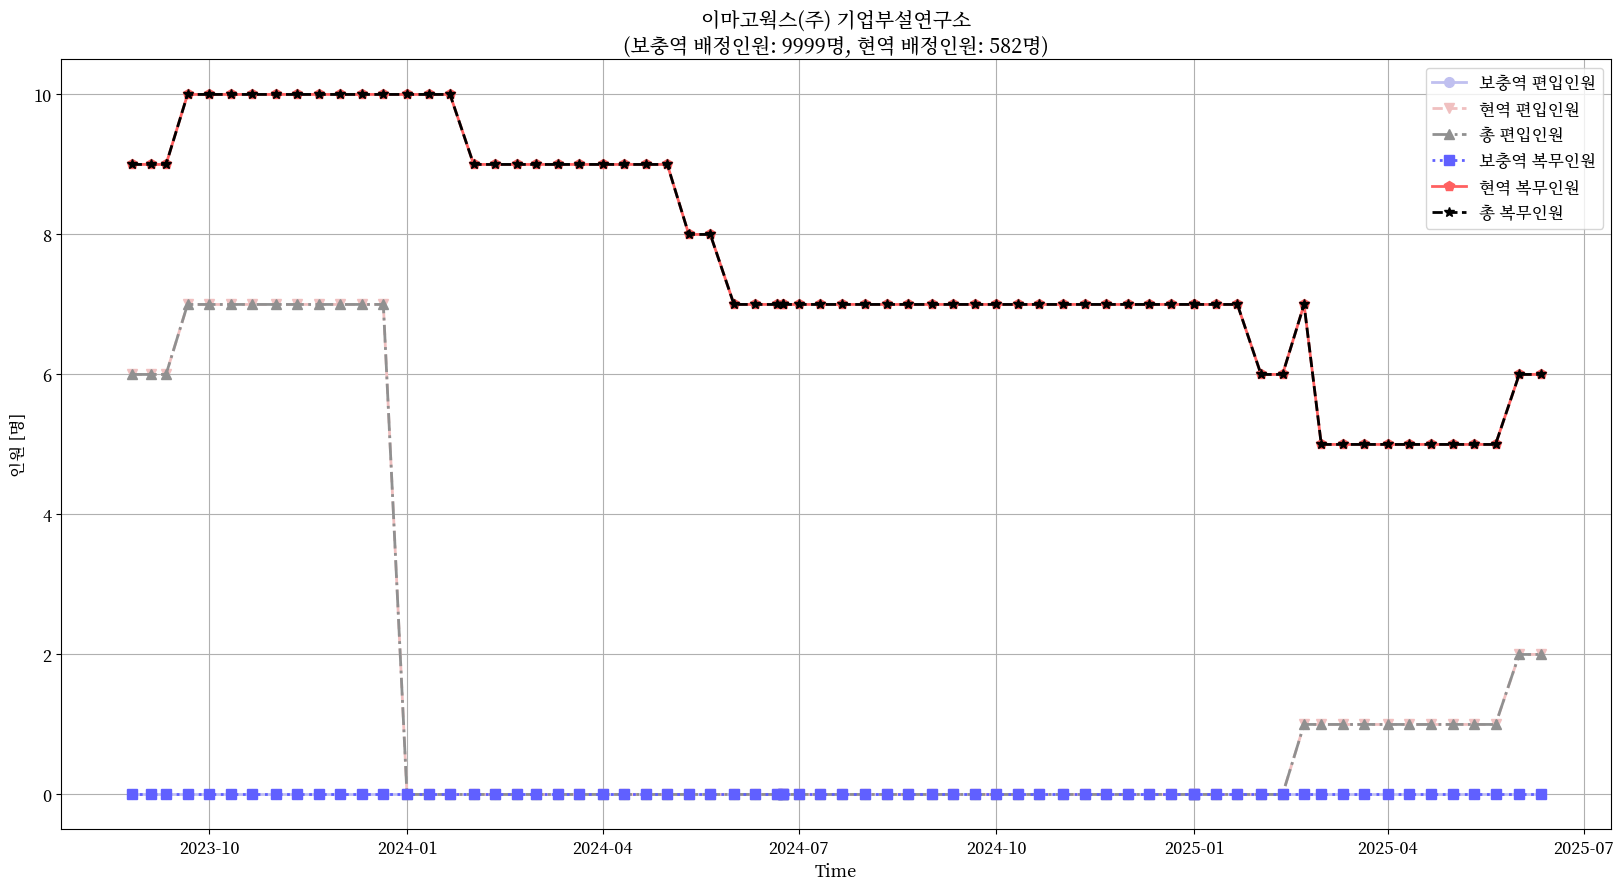 이마고웍스(주) 기업부설연구소
(보충역 배정인원: 9999명, 현역 배정인원: 582명)
보충역 편입인원
현역 편입인원
총 편입인원
보충역 복무인원
현역 복무인원
총 복무인원
인원 [명]
10
8
6
4
2
0
2023-10
2024-01
2024-04
2024-07
2024-10
2025-01
2025-04
2025-07
Time